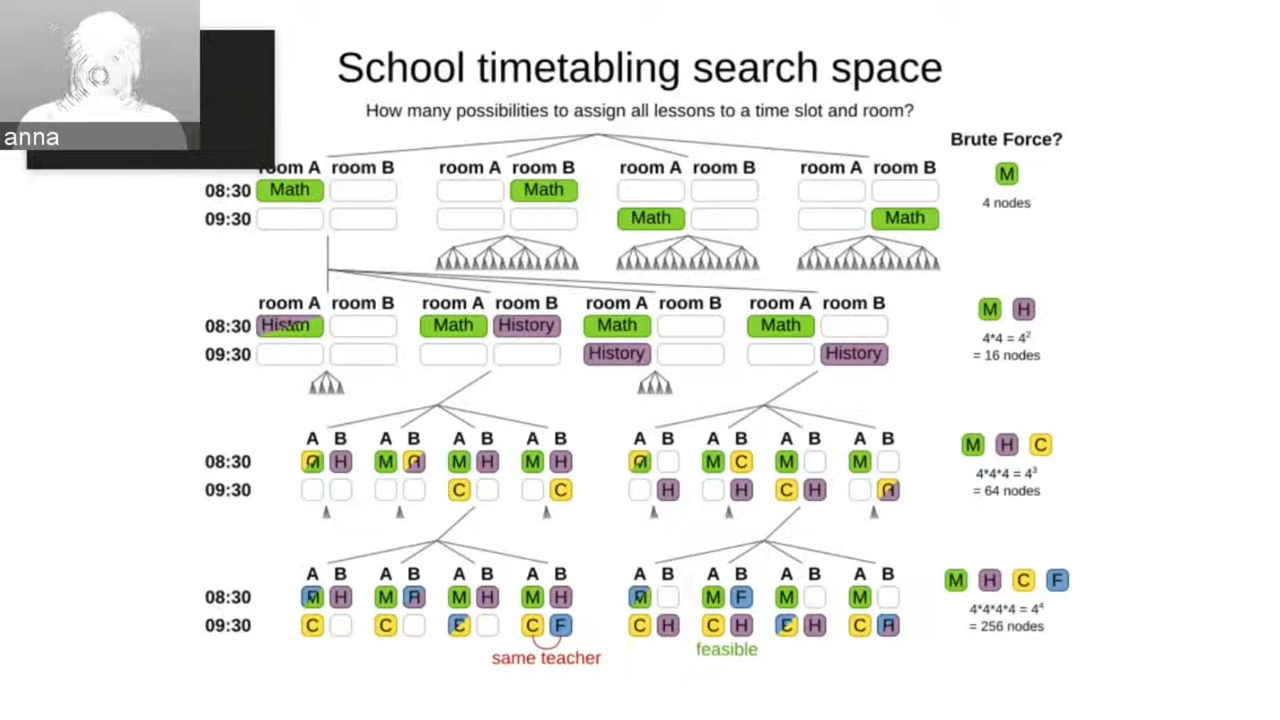 anna
School timetabling search space
How many possibilities to assign all lessons to a time slot and room?
Brute Force?
room A room B room A room B room A room B room A room B
M
08:30 Math Math
4 nodes
09:30 Math Math
room A room B room A room B room A room B room A room B
M H
08:30 Math History Math Math
4*4 = 4²
09:30 History History
= 16 nodes
A B A B A B A B A B A B A B A B
M H C
08:30 H M M H M H M C M M
4*4*4 = 4³
09:30 C C H H C H
= 64 nodes
A B A B A B A B A B A B A B A B
M H C F
08:30 M H M M H M H M F M M
4*4*4*4 = 4⁴
09:30 C C C F C H C H H C
= 256 nodes
same teacher
feasible